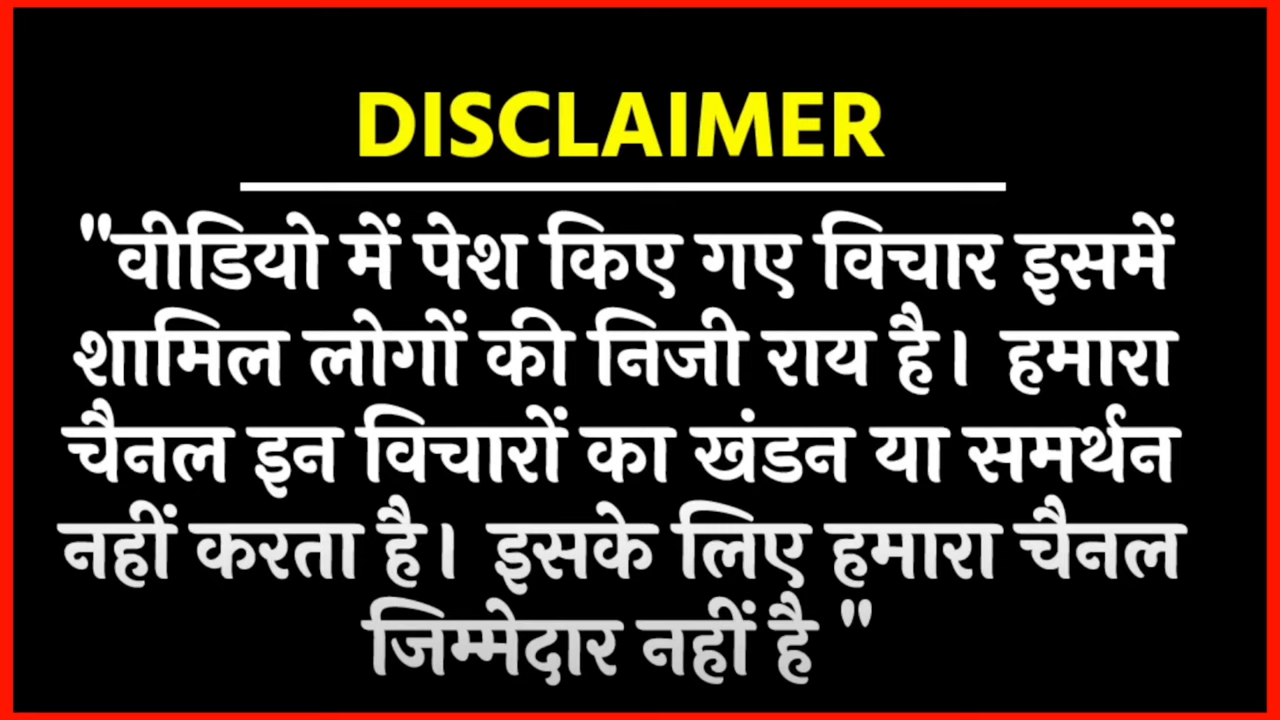 DISCLAIMER
"वीडियो में पेश किए गए विचार इसमें
शामिल लोगों की निजी राय है। हमारा
चैनल इन विचारों का खंडन या समर्थन
नहीं करता है। इसके लिए हमारा चैनल
जिम्मेदार नहीं है "